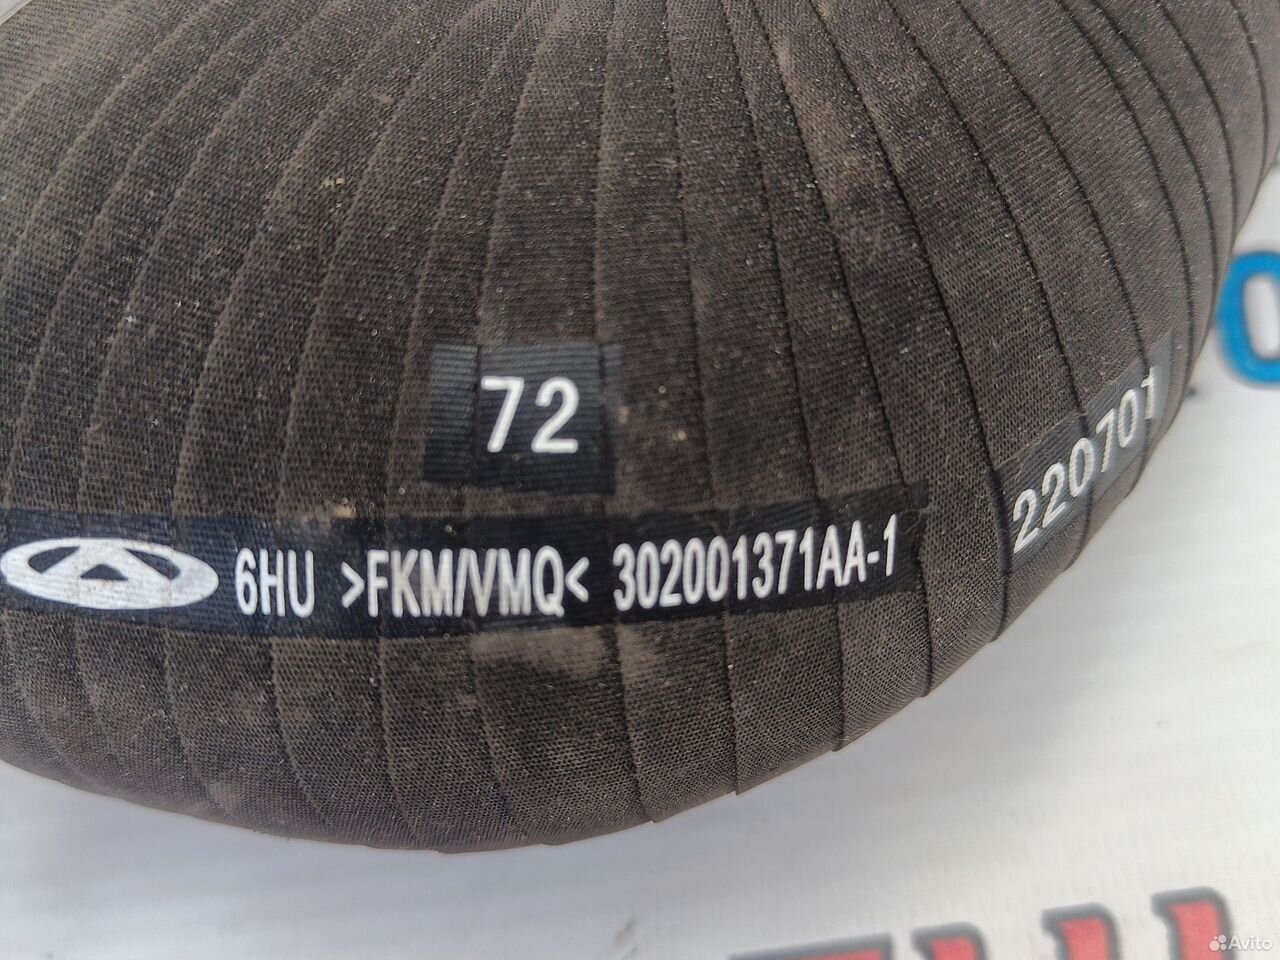 72
220701
6HU >FKM/VMQ< 302001371AA-1
Avito